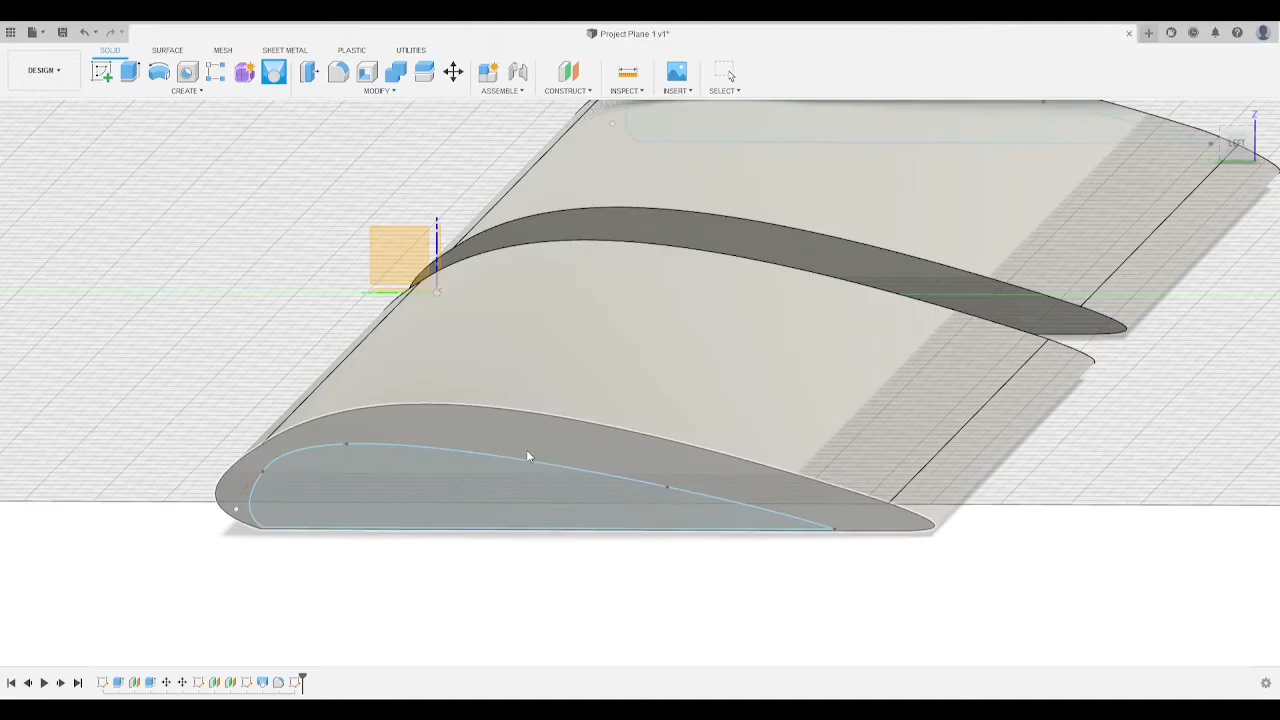 Project Plane 1 v1*
DESIGN
SOLID
SURFACE
MESH
SHEET METAL
PLASTIC
UTILITIES
CREATE
MODIFY
ASSEMBLE
CONSTRUCT
INSPECT
INSERT
SELECT
Z
LEFT